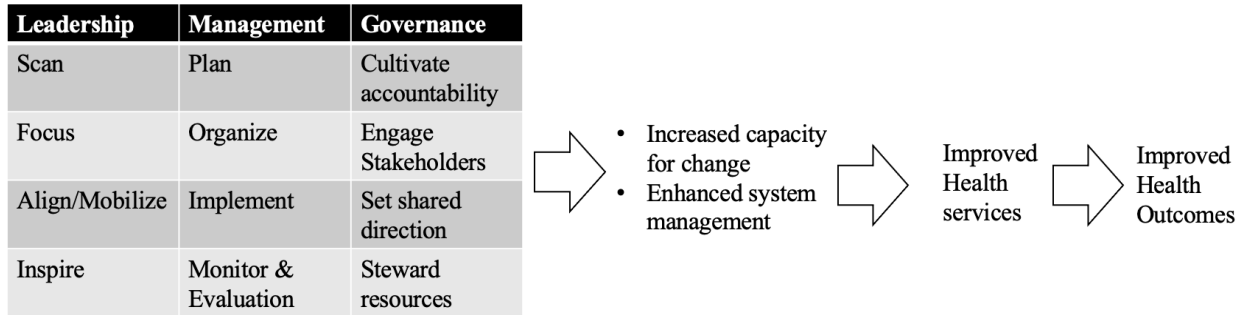 Leadership Management Governance
Scan Plan Cultivate
accountability
Focus Organize Engage
Stakeholders
Align/Mobilize Implement Set shared
direction
Inspire Monitor & Steward
Evaluation resources
• Increased capacity
for change
• Enhanced system
management
Improved
Health
services
Improved
Health
Outcomes